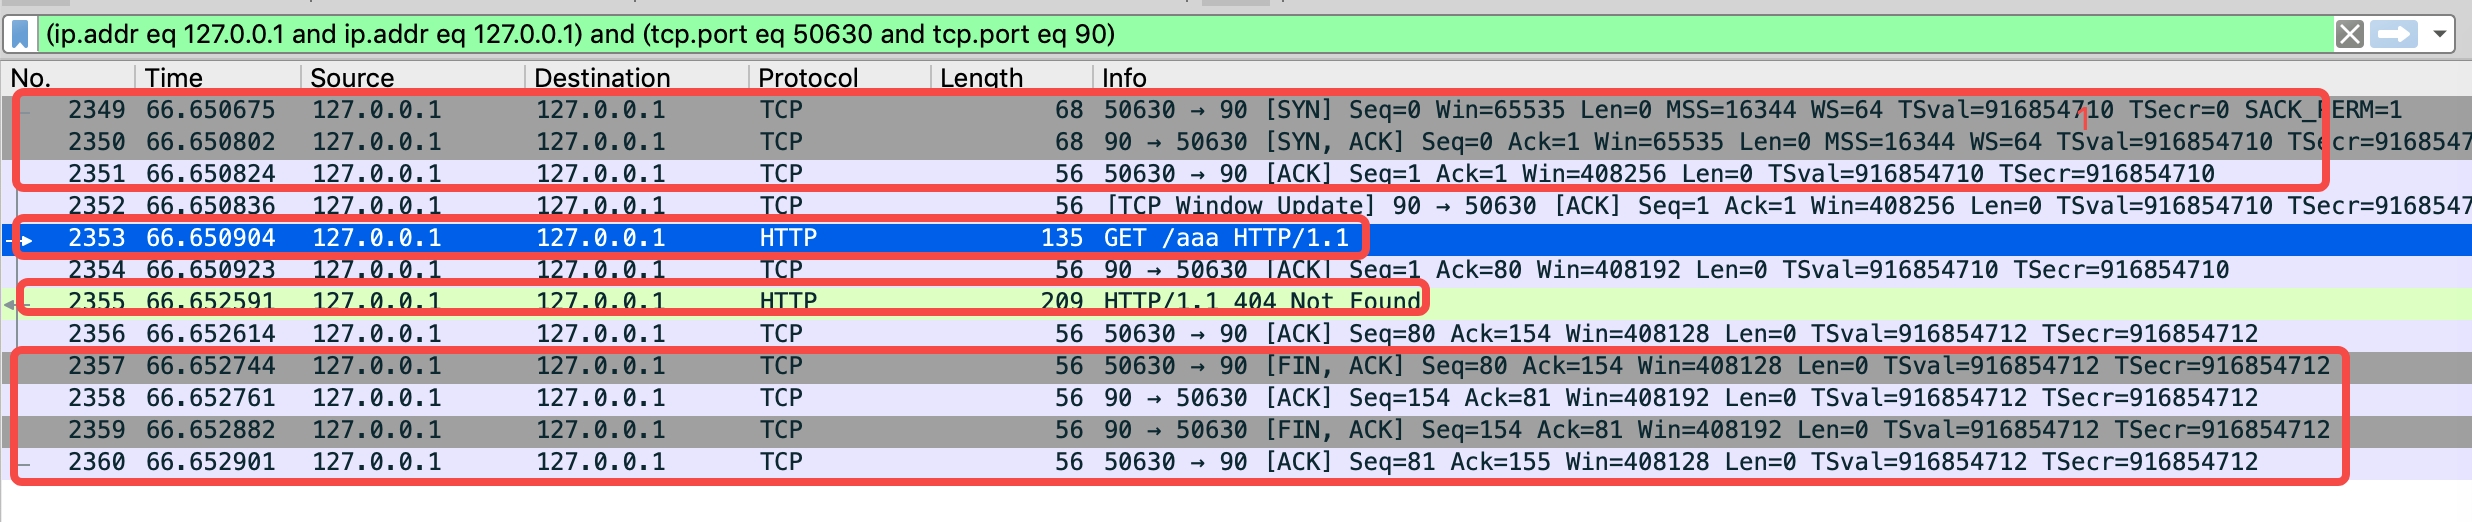 (ip.addr eq 127.0.0.1 and ip.addr eq 127.0.0.1) and (tcp.port eq 50630 and tcp.port eq 90)
No. Time Source Destination Protocol Length Info
2349 66.650675 127.0.0.1 127.0.0.1 TCP 68 50630 → 90 [SYN] Seq=0 Win=65535 Len=0 MSS=16344 WS=64 TSval=916854710 TSecr=0 SACK_PERM=1
2350 66.650802 127.0.0.1 127.0.0.1 TCP 68 90 → 50630 [SYN, ACK] Seq=0 Ack=1 Win=65535 Len=0 MSS=16344 WS=64 TSval=916854710 TSecr=9168547
2351 66.650824 127.0.0.1 127.0.0.1 TCP 56 50630 → 90 [ACK] Seq=1 Ack=1 Win=408256 Len=0 TSval=916854710 TSecr=916854710
2352 66.650836 127.0.0.1 127.0.0.1 TCP 56 [TCP Window Update] 90 → 50630 [ACK] Seq=1 Ack=1 Win=408256 Len=0 TSval=916854710 TSecr=9168547
2353 66.650904 127.0.0.1 127.0.0.1 HTTP 135 GET /aaa HTTP/1.1
2354 66.650923 127.0.0.1 127.0.0.1 TCP 56 90 → 50630 [ACK] Seq=1 Ack=80 Win=408192 Len=0 TSval=916854710 TSecr=916854710
2355 66.652591 127.0.0.1 127.0.0.1 HTTP 209 HTTP/1.1 404 Not Found
2356 66.652614 127.0.0.1 127.0.0.1 TCP 56 50630 → 90 [ACK] Seq=80 Ack=154 Win=408128 Len=0 TSval=916854712 TSecr=916854712
2357 66.652744 127.0.0.1 127.0.0.1 TCP 56 50630 → 90 [FIN, ACK] Seq=80 Ack=154 Win=408128 Len=0 TSval=916854712 TSecr=916854712
2358 66.652761 127.0.0.1 127.0.0.1 TCP 56 90 → 50630 [ACK] Seq=154 Ack=81 Win=408192 Len=0 TSval=916854712 TSecr=916854712
2359 66.652882 127.0.0.1 127.0.0.1 TCP 56 90 → 50630 [FIN, ACK] Seq=154 Ack=81 Win=408192 Len=0 TSval=916854712 TSecr=916854712
2360 66.652901 127.0.0.1 127.0.0.1 TCP 56 50630 → 90 [ACK] Seq=81 Ack=155 Win=408128 Len=0 TSval=916854712 TSecr=916854712